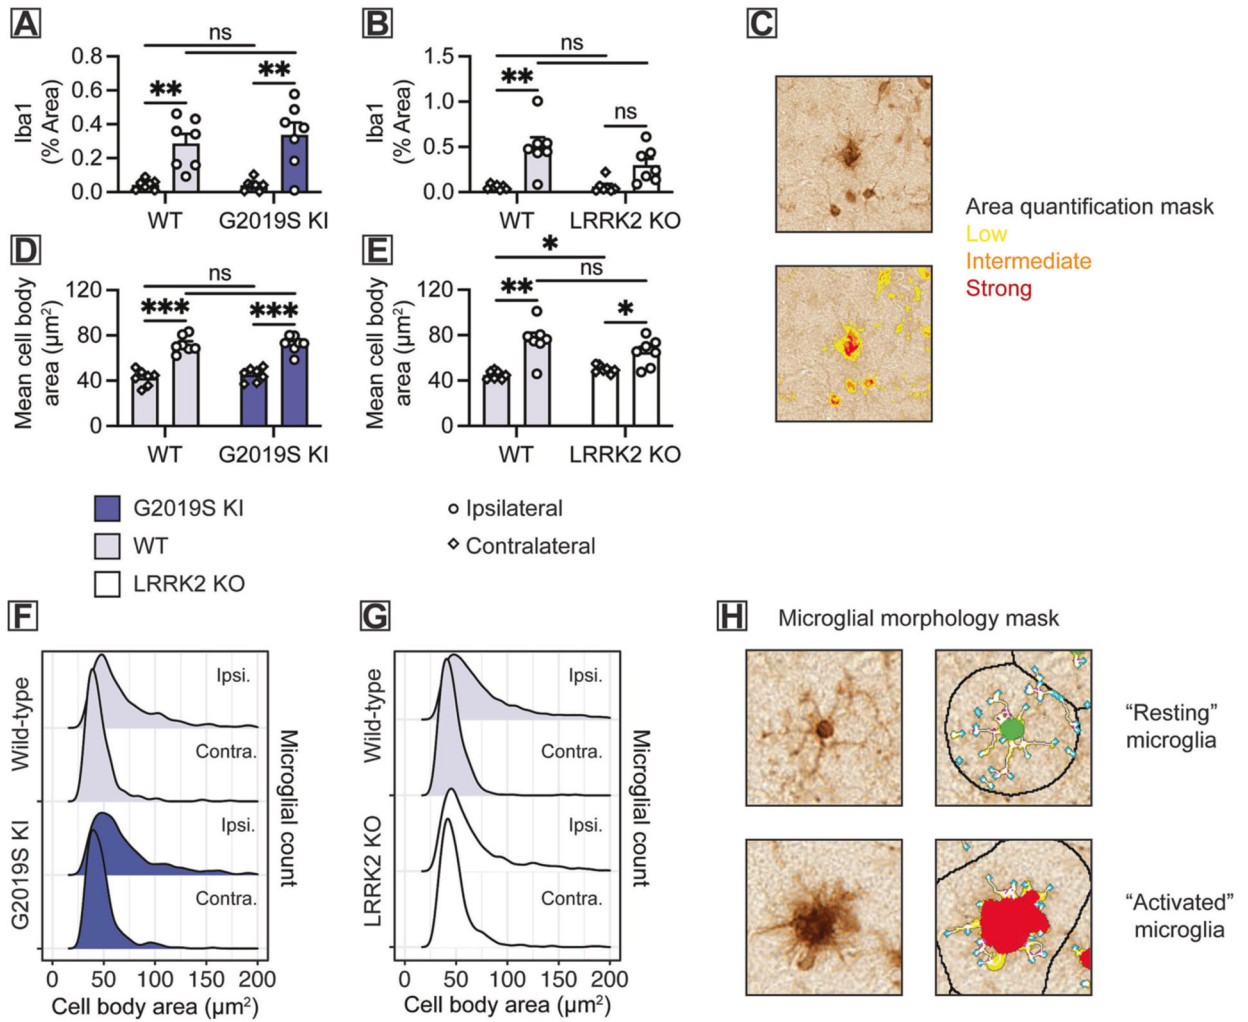 A
ns
**
**
0.8
0.6
0.4
0.2
0.0
Iba1
(% Area)
WT
G2019S KI
B
ns
**
ns
1.5
1.0
0.5
0.0
Iba1
(% Area)
WT
LRRK2 KO
C
Area quantification mask
Low
Intermediate
Strong
D
ns
***
***
120
80
40
0
Mean cell body
area (µm²)
WT
G2019S KI
E
*
ns
**
*
120
80
40
0
Mean cell body
area (µm²)
WT
LRRK2 KO
G2019S KI
WT
LRRK2 KO
Ipsilateral
Contralateral
F
Wild-type
G2019S KI
Ipsi.
Contra.
Ipsi.
Contra.
Microglial count
0 50 100 150 200
Cell body area (µm²)
G
Wild-type
LRRK2 KO
Ipsi.
Contra.
Ipsi.
Contra.
Microglial count
0 50 100 150 200
Cell body area (µm²)
H
Microglial morphology mask
“Resting”
microglia
“Activated”
microglia